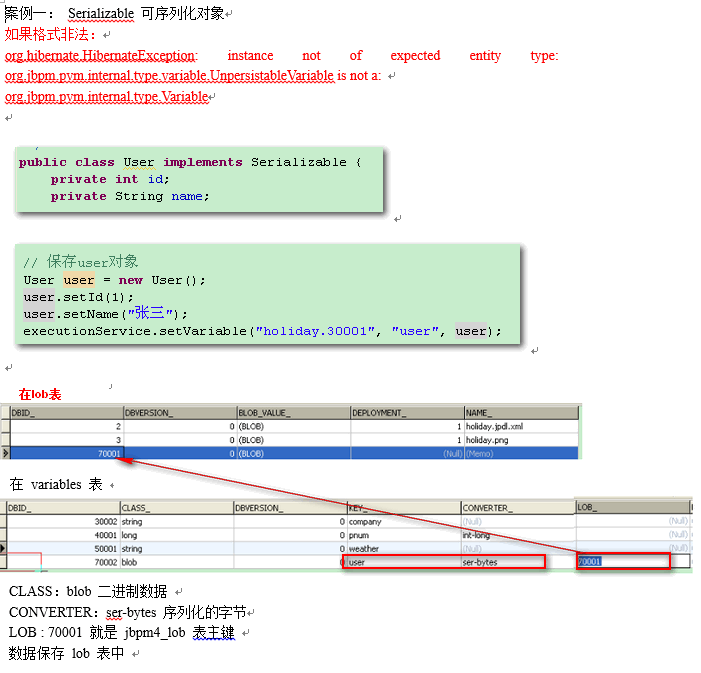 案例一： Serializable 可序列化对象
如果格式非法：
org.hibernate.HibernateException: instance not of expected entity type:
org.jbpm.pvm.internal.type.variable.UnpersistableVariable is not a:
org.jbpm.pvm.internal.type.Variable
public class User implements Serializable {
private int id;
private String name;
// 保存user对象
User user = new User();
user.setId(1);
user.setName("张三");
executionService.setVariable("holiday.30001", "user", user);
在lob表
DBID_ DBVERSION_ BLOB_VALUE_ DEPLOYMENT_ NAME_
2 0 (BLOB) 1 holiday.jpdl.xml
3 0 (BLOB) 1 holiday.png
70001 0 (BLOB) (Null) (Memo)
在 variables 表
DBID_ CLASS_ DBVERSION_ KEY_ CONVERTER_ LOB_
30002 string 0 company (Null) (Null)
40001 long 0 pnum int-long (Null)
50001 string 0 weather (Null) (Null)
70002 blob 0 user ser-bytes 70001
CLASS：blob 二进制数据
CONVERTER：ser-bytes 序列化的字节
LOB : 70001 就是 jbpm4_lob 表主键
数据保存 lob 表中